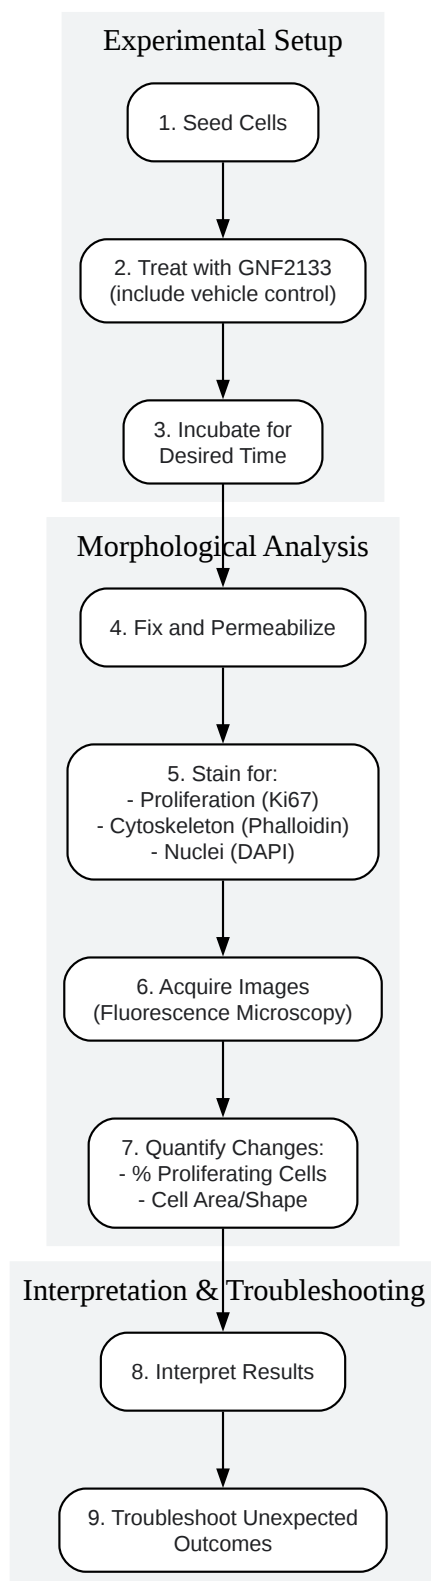 Experimental Setup
1. Seed Cells
2. Treat with GNF2133
(include vehicle control)
3. Incubate for
Desired Time
Morphological Analysis
4. Fix and Permeabilize
5. Stain for:
- Proliferation (Ki67)
- Cytoskeleton (Phalloidin)
- Nuclei (DAPI)
6. Acquire Images
(Fluorescence Microscopy)
7. Quantify Changes:
- % Proliferating Cells
- Cell Area/Shape
Interpretation & Troubleshooting
8. Interpret Results
9. Troubleshoot Unexpected
Outcomes